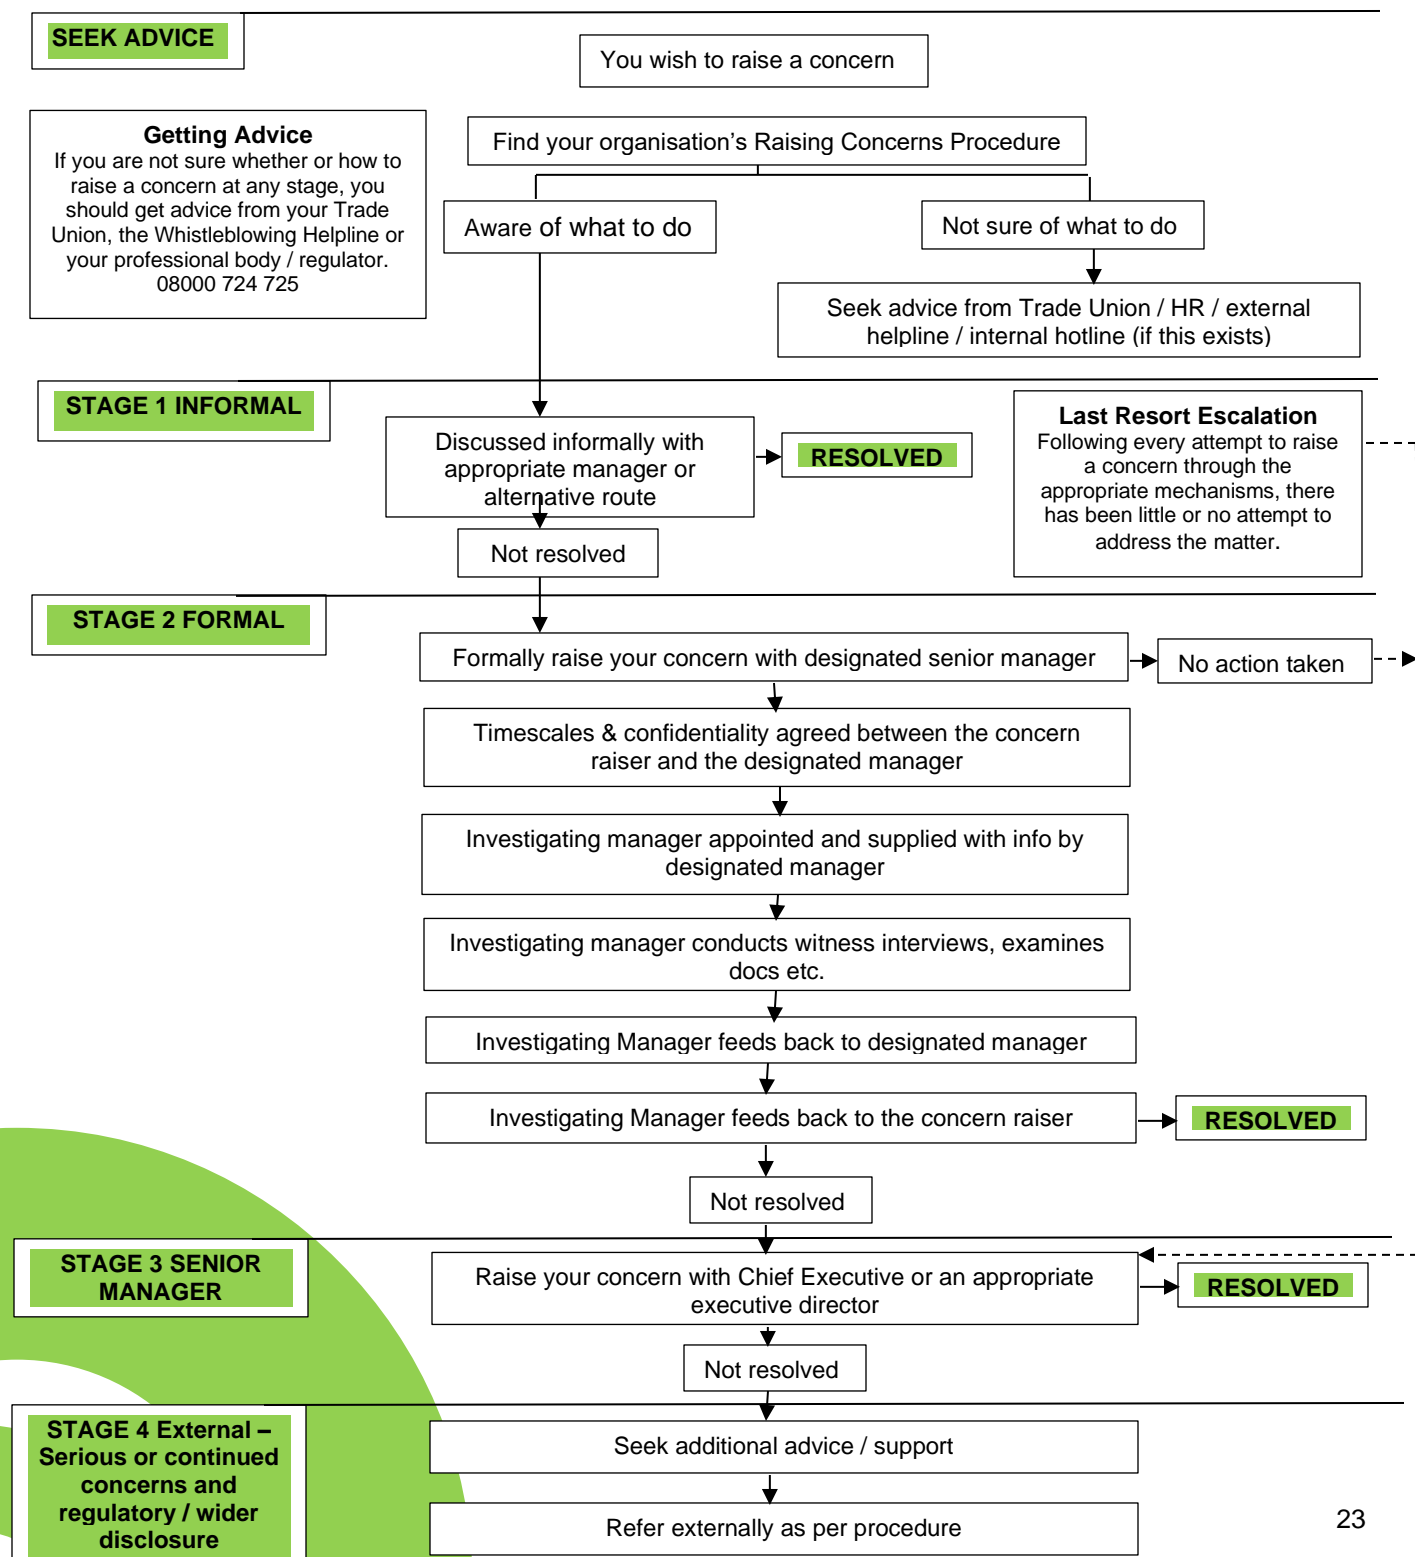 SEEK ADVICE
You wish to raise a concern
Getting Advice
If you are not sure whether or how to
raise a concern at any stage, you
should get advice from your Trade
Union, the Whistleblowing Helpline or
your professional body / regulator.
08000 724 725
Find your organisation’s Raising Concerns Procedure
Aware of what to do
Not sure of what to do
Seek advice from Trade Union / HR / external
helpline / internal hotline (if this exists)
STAGE 1 INFORMAL
Discussed informally with
appropriate manager or
alternative route
RESOLVED
Last Resort Escalation
Following every attempt to raise
a concern through the
appropriate mechanisms, there
has been little or no attempt to
address the matter.
Not resolved
STAGE 2 FORMAL
Formally raise your concern with designated senior manager
No action taken
Timescales & confidentiality agreed between the concern
raiser and the designated manager
Investigating manager appointed and supplied with info by
designated manager
Investigating manager conducts witness interviews, examines
docs etc.
Investigating Manager feeds back to designated manager
Investigating Manager feeds back to the concern raiser
RESOLVED
Not resolved
STAGE 3 SENIOR
MANAGER
Raise your concern with Chief Executive or an appropriate
executive director
RESOLVED
Not resolved
STAGE 4 External –
Serious or continued
concerns and
regulatory / wider
disclosure
Seek additional advice / support
Refer externally as per procedure
23